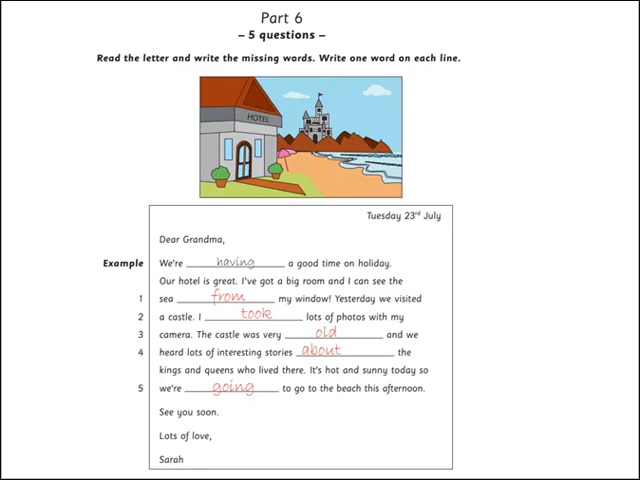 Part 6
– 5 questions –
Read the letter and write the missing words. Write one word on each line.
HOTEL
Tuesday 23rd July
Dear Grandma,
Example We're having a good time on holiday.
Our hotel is great. I've got a big room and I can see the
1 sea from my window! Yesterday we visited
2 a castle. I took lots of photos with my
3 camera. The castle was very old and we
4 heard lots of interesting stories about the
kings and queens who lived there. It's hot and sunny today so
5 we're going to go to the beach this afternoon.
See you soon.
Lots of love,
Sarah